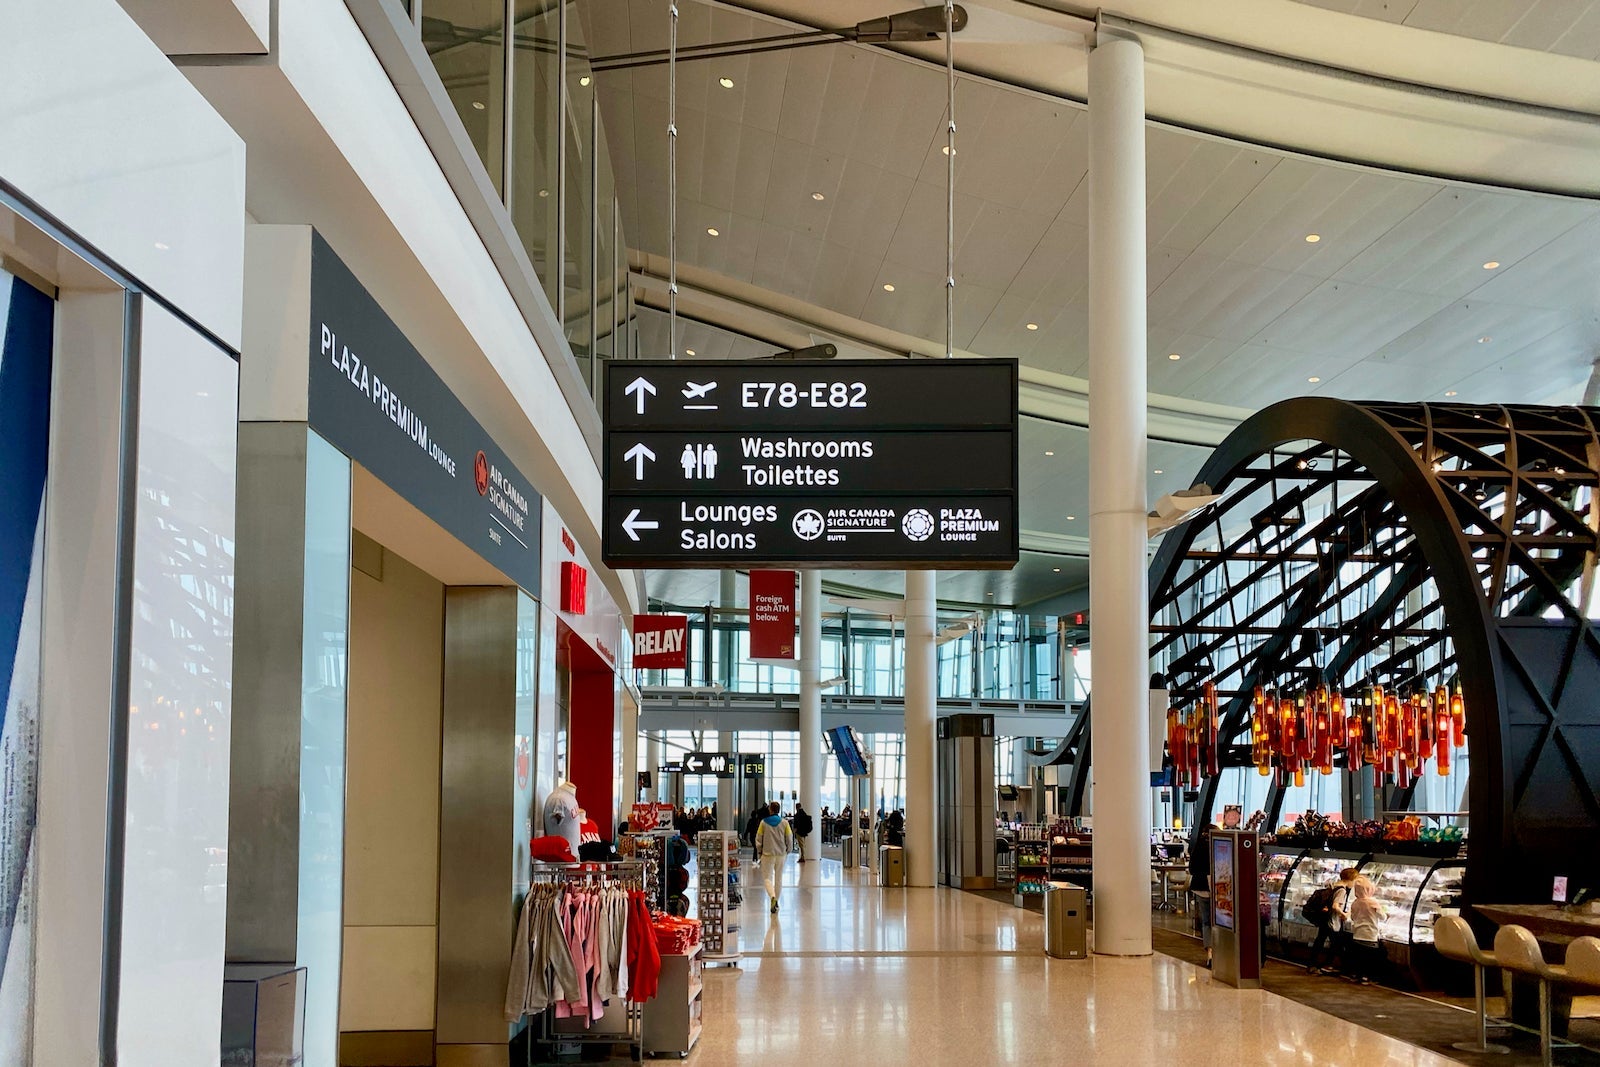 E78-E82
Washrooms
Toilettes
Lounges
Salons
AIR CANADA
SIGNATURE
SUITE
PLAZA
PREMIUM
LOUNGE
PLAZA PREMIUM LOUNGE
AIR CANADA
SIGNATURE
SUITE
RELAY
Foreign
cash ATM
below.
E79